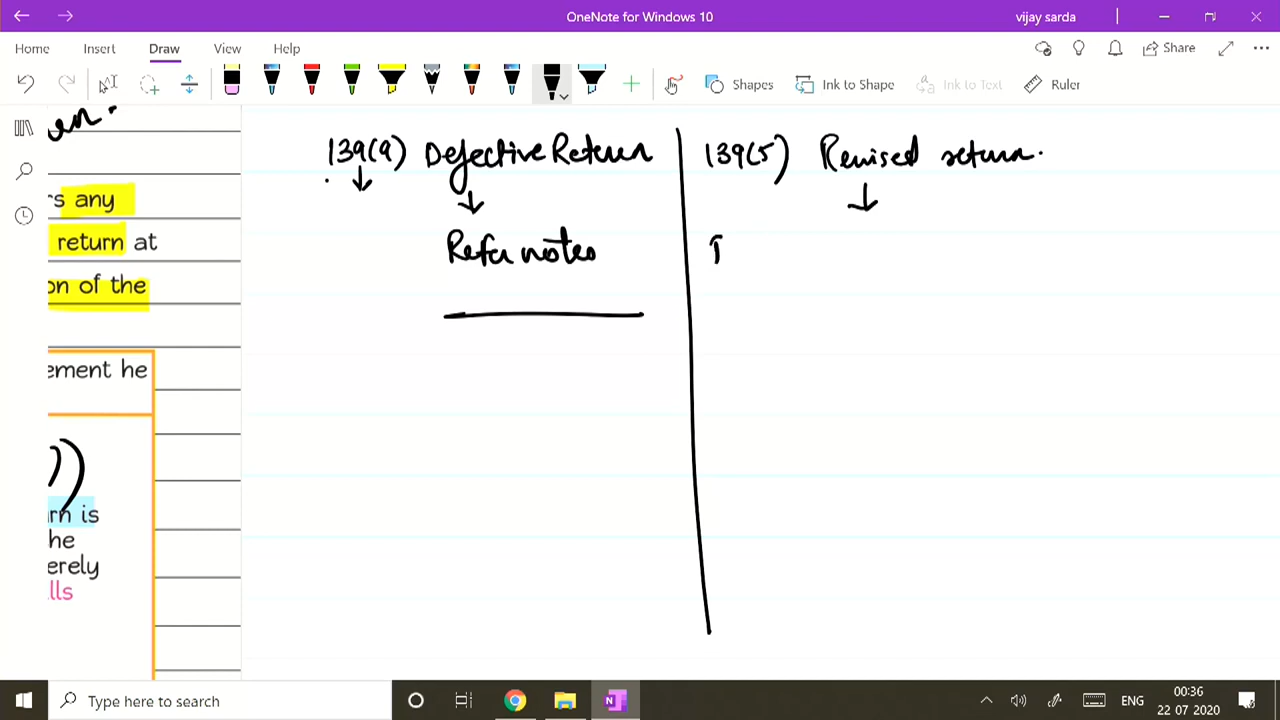 OneNote for Windows 10
vijay sarda
Home Insert Draw View Help
Share
Shapes
Ink to Shape
Ink to Text
Ruler
en.
s any
return at
on of the
ement he
))
rn is
he
erely
lls
139(9) Defective Return
Refer notes
139(5) Revised return.
Type here to search
ENG
00:36
22-07-2020
3